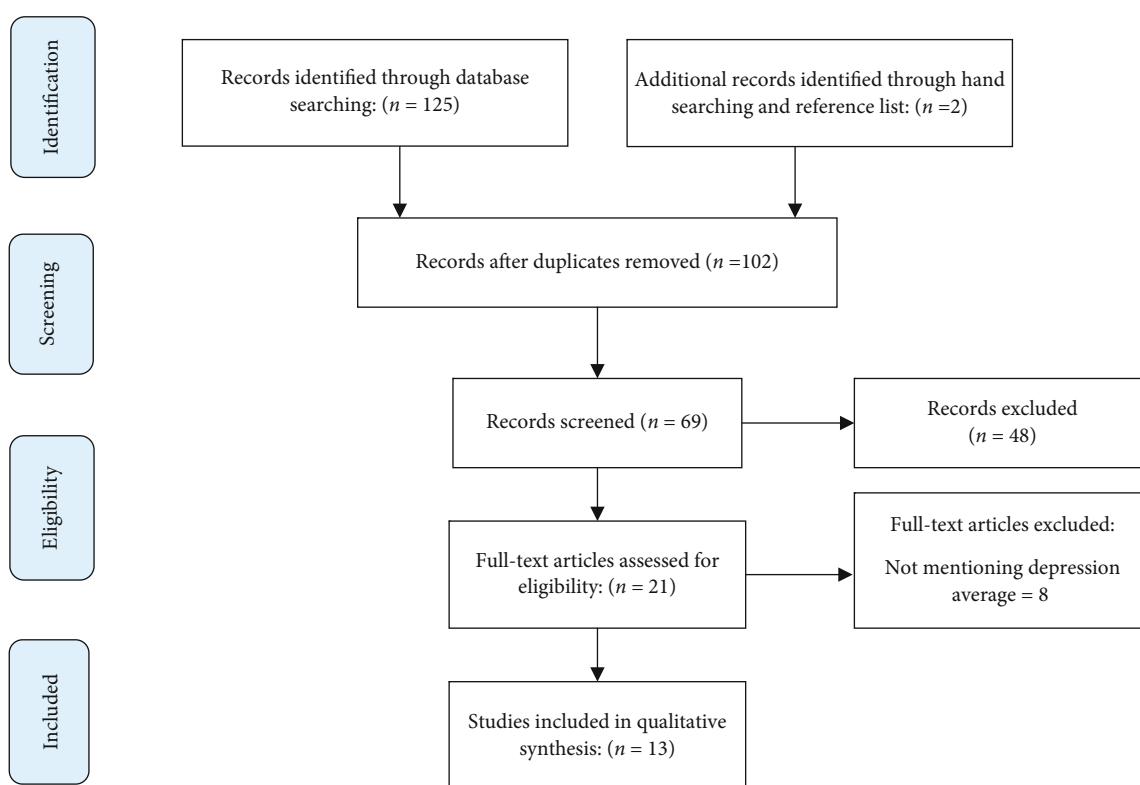 Identification
Records identified through database
searching: (n = 125)
Additional records identified through hand
searching and reference list: (n =2)
Screening
Records after duplicates removed (n =102)
Records screened (n = 69)
Records excluded
(n = 48)
Eligibility
Full-text articles assessed for
eligibility: (n = 21)
Full-text articles excluded:
Not mentioning depression
average = 8
Included
Studies included in qualitative
synthesis: (n = 13)